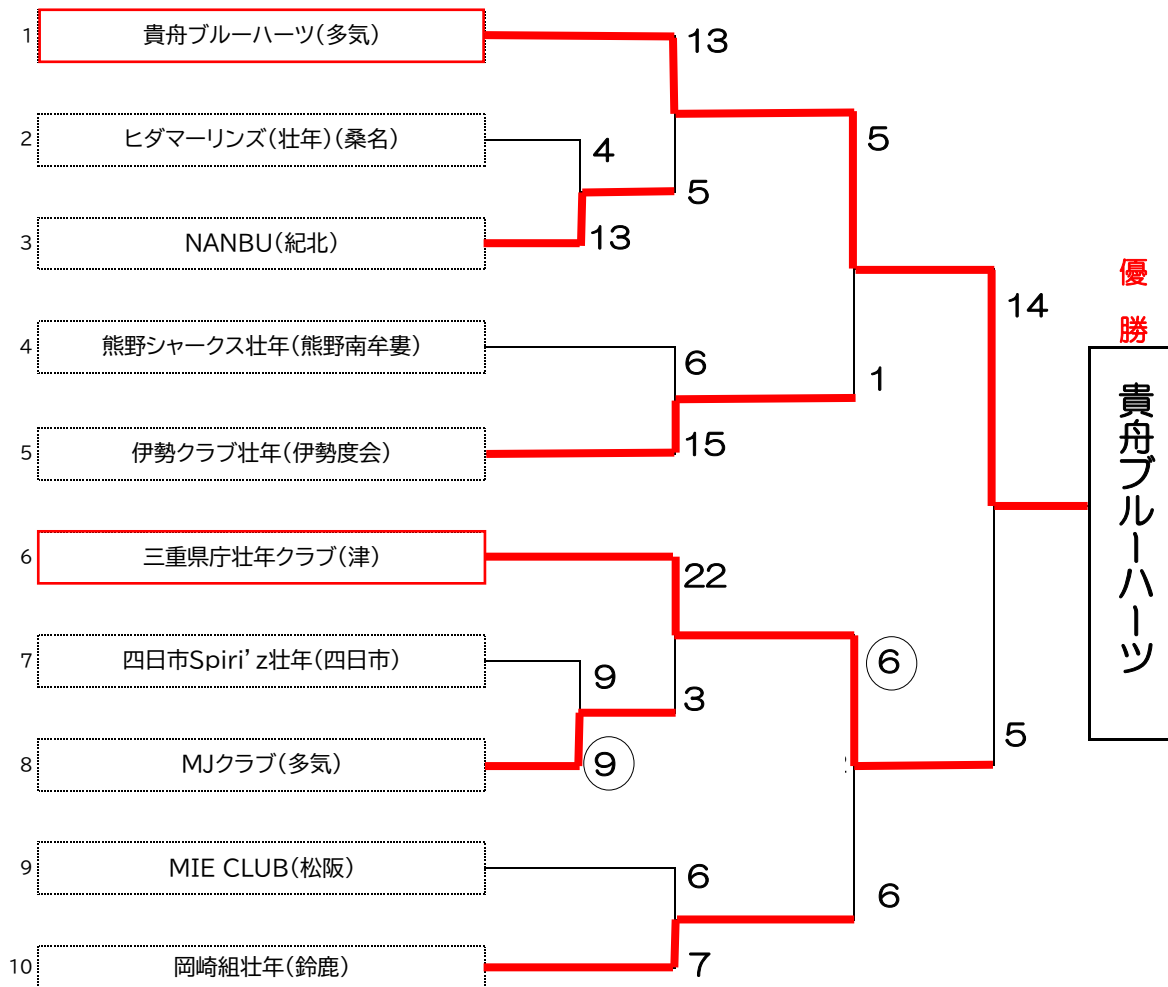 1 貴舟ブルーハーツ(多気)
13
2 ヒダマーリンズ(壮年)(桑名)
4
5
5
3 NANBU(紀北)
13
優勝
14
4 熊野シャークス壮年(熊野南牟婁)
6
1
貴舟ブルーハーツ
5 伊勢クラブ壮年(伊勢度会)
15
6 三重県庁壮年クラブ(津)
22
6
7 四日市Spiri’z壮年(四日市)
9
3
5
8 MJクラブ(多気)
9
9 MIE CLUB(松阪)
6
6
10 岡崎組壮年(鈴鹿)
7